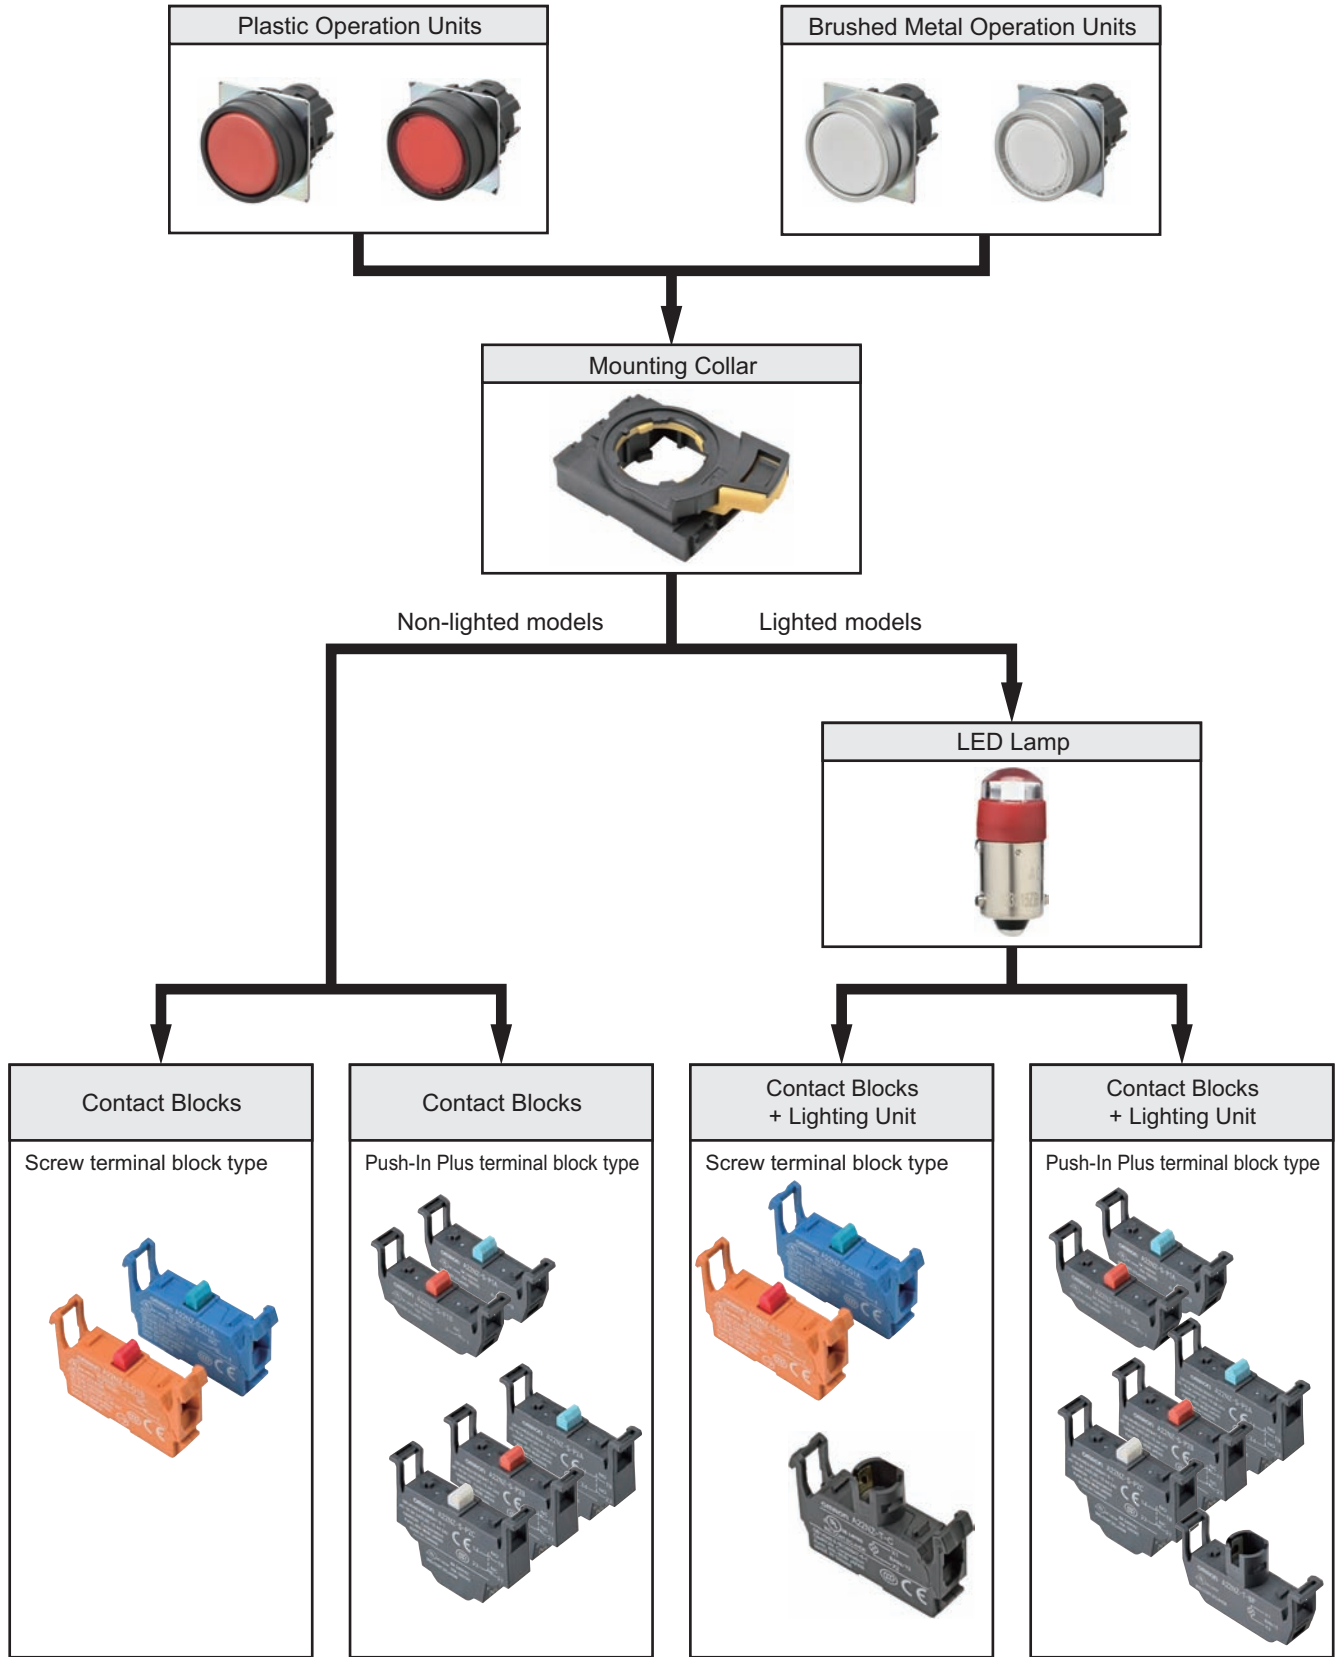 Plastic Operation Units
Brushed Metal Operation Units
Mounting Collar
Non-lighted models
Lighted models
LED Lamp
Contact Blocks
Contact Blocks
Contact Blocks
+ Lighting Unit
Contact Blocks
+ Lighting Unit
Screw terminal block type
Push-In Plus terminal block type
Screw terminal block type
Push-In Plus terminal block type